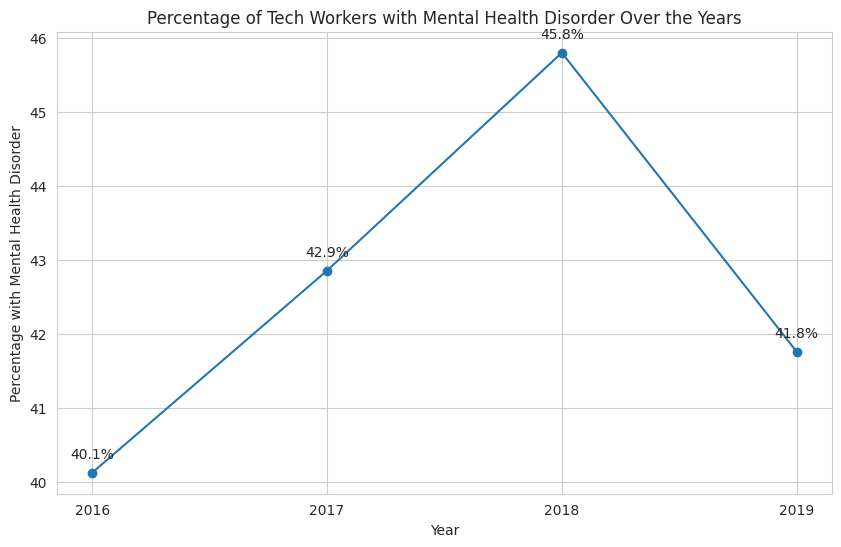 Percentage of Tech Workers with Mental Health Disorder Over the Years
46
45.8%
45
44
43
42.9%
42
41.8%
41
40.1%
40
Percentage with Mental Health Disorder
2016 2017 2018 2019
Year